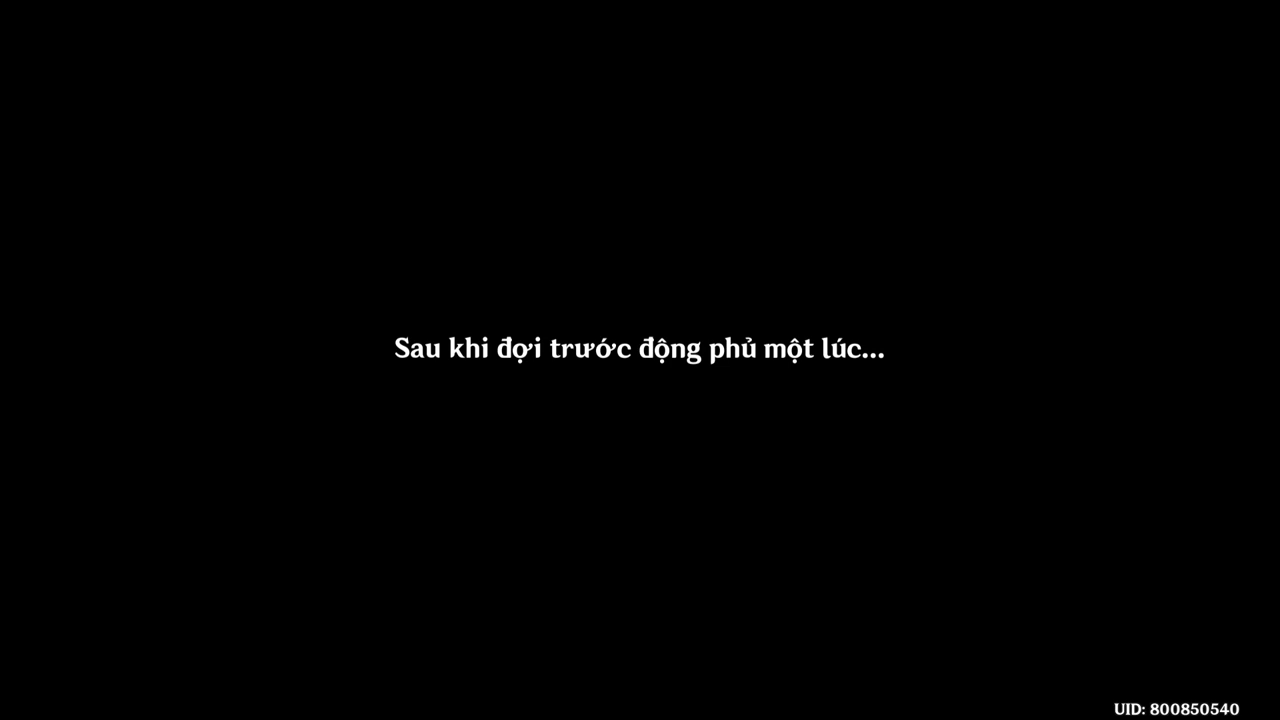 Sau khi đợi trước động phủ một lúc...
UID: 800850540